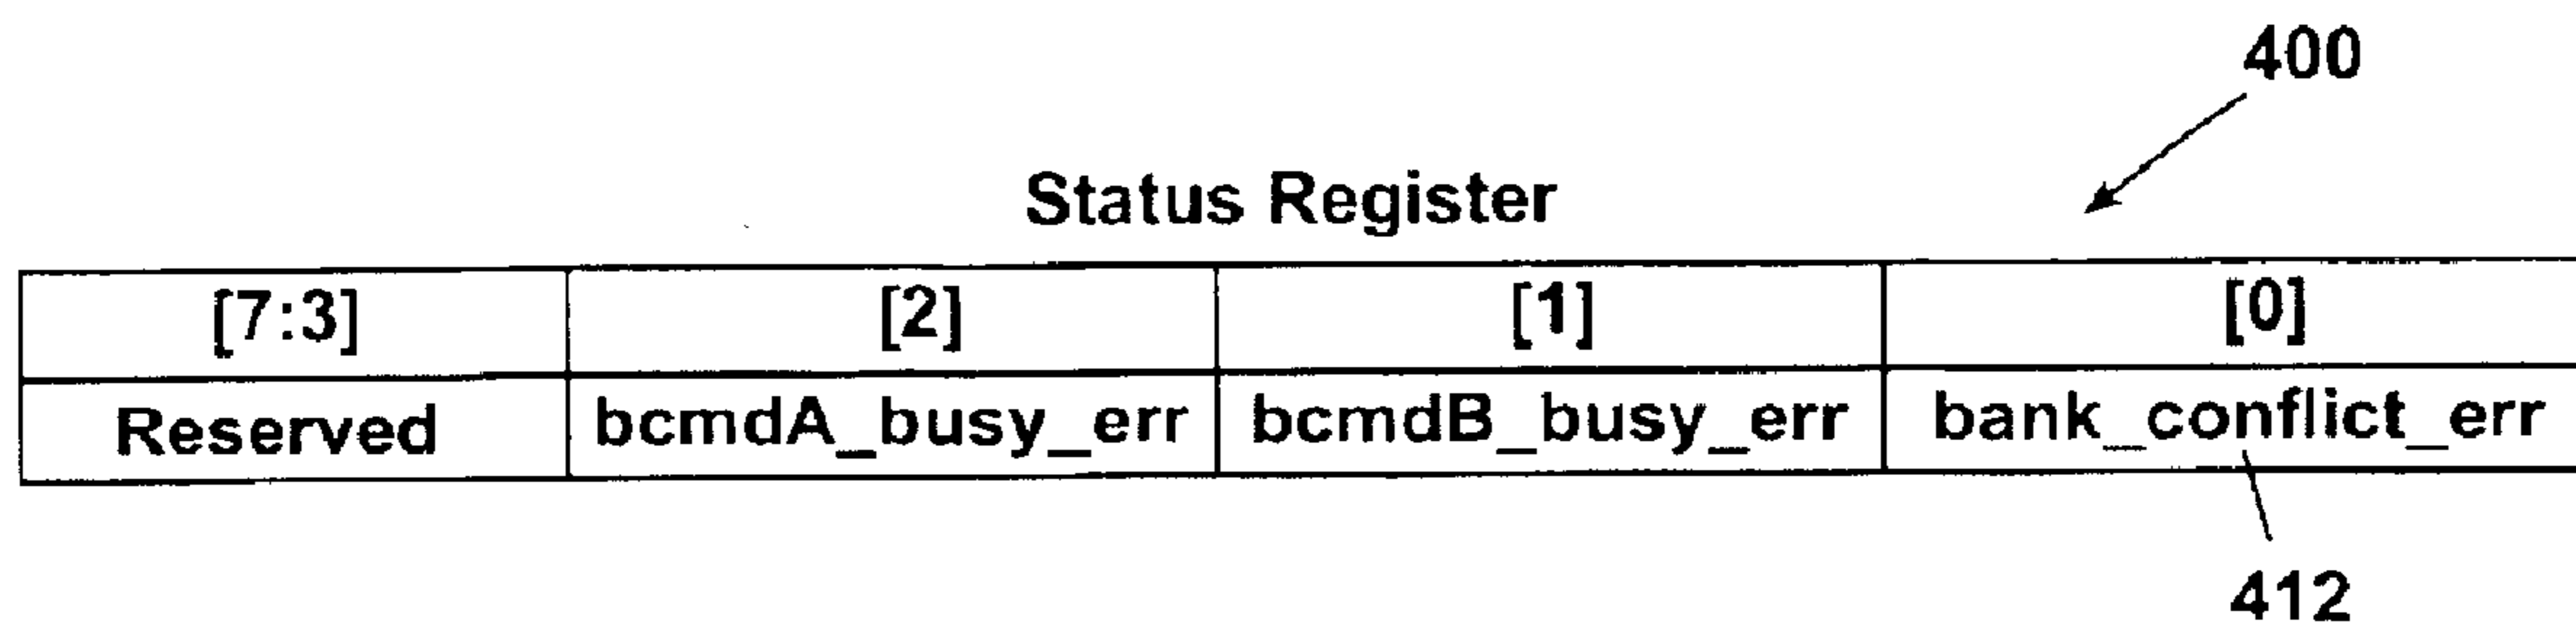 400
Status Register
[7:3] [2] [1] [0]
Reserved bcmdA_busy_err bcmdB_busy_err bank_conflict_err
412